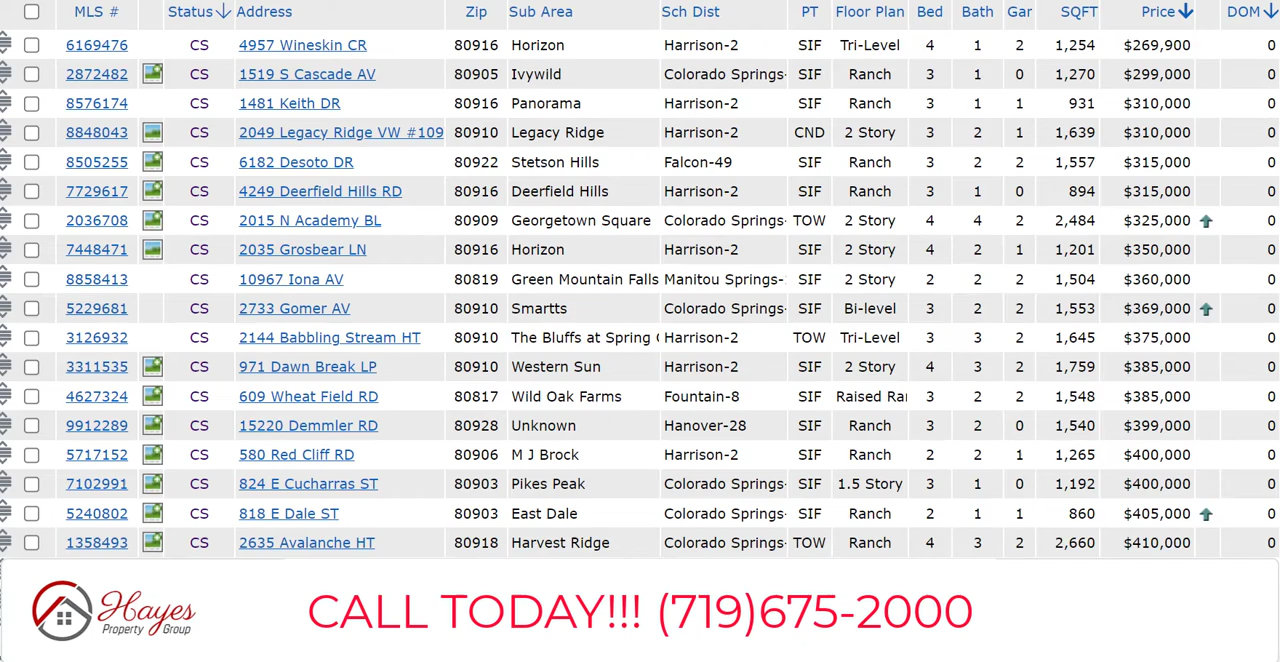 MLS # Status Address Zip Sub Area Sch Dist PT Floor Plan Bed Bath Gar SQFT Price DOM
6169476 CS 4957 Wineskin CR 80916 Horizon Harrison-2 SIF Tri-Level 4 1 2 1,254 $269,900 0
2872482 CS 1519 S Cascade AV 80905 Ivywild Colorado Springs- SIF Ranch 3 1 0 1,270 $299,000 0
8576174 CS 1481 Keith DR 80916 Panorama Harrison-2 SIF Ranch 3 1 1 931 $310,000 0
8848043 CS 2049 Legacy Ridge VW #109 80910 Legacy Ridge Harrison-2 CND 2 Story 3 2 1 1,639 $310,000 0
8505255 CS 6182 Desoto DR 80922 Stetson Hills Falcon-49 SIF Ranch 3 2 2 1,557 $315,000 0
7729617 CS 4249 Deerfield Hills RD 80916 Deerfield Hills Harrison-2 SIF Ranch 3 1 0 894 $315,000 0
2036708 CS 2015 N Academy BL 80909 Georgetown Square Colorado Springs- TOW 2 Story 4 4 2 2,484 $325,000 0
7448471 CS 2035 Grosbear LN 80916 Horizon Harrison-2 SIF 2 Story 4 2 1 1,201 $350,000 0
8858413 CS 10967 Iona AV 80819 Green Mountain Falls Manitou Springs- SIF 2 Story 2 2 2 1,504 $360,000 0
5229681 CS 2733 Gomer AV 80910 Smartts Colorado Springs- SIF Bi-level 3 2 2 1,553 $369,000 0
3126932 CS 2144 Babbling Stream HT 80910 The Bluffs at Spring Harrison-2 TOW Tri-Level 3 3 2 1,645 $375,000 0
3311535 CS 971 Dawn Break LP 80910 Western Sun Harrison-2 SIF 2 Story 4 3 2 1,759 $385,000 0
4627324 CS 609 Wheat Field RD 80817 Wild Oak Farms Fountain-8 SIF Raised Ra 3 2 2 1,548 $385,000 0
9912289 CS 15220 Demmler RD 80928 Unknown Hanover-28 SIF Ranch 3 2 0 1,540 $399,000 0
5717152 CS 580 Red Cliff RD 80906 M J Brock Harrison-2 SIF Ranch 2 2 1 1,265 $400,000 0
7102991 CS 824 E Cucharras ST 80903 Pikes Peak Colorado Springs- SIF 1.5 Story 3 1 0 1,192 $400,000 0
5240802 CS 818 E Dale ST 80903 East Dale Colorado Springs- SIF Ranch 2 1 1 860 $405,000 0
1358493 CS 2635 Avalanche HT 80918 Harvest Ridge Colorado Springs- TOW Ranch 4 3 2 2,660 $410,000 0
Hayes
Property Group
CALL TODAY!!! (719)675-2000